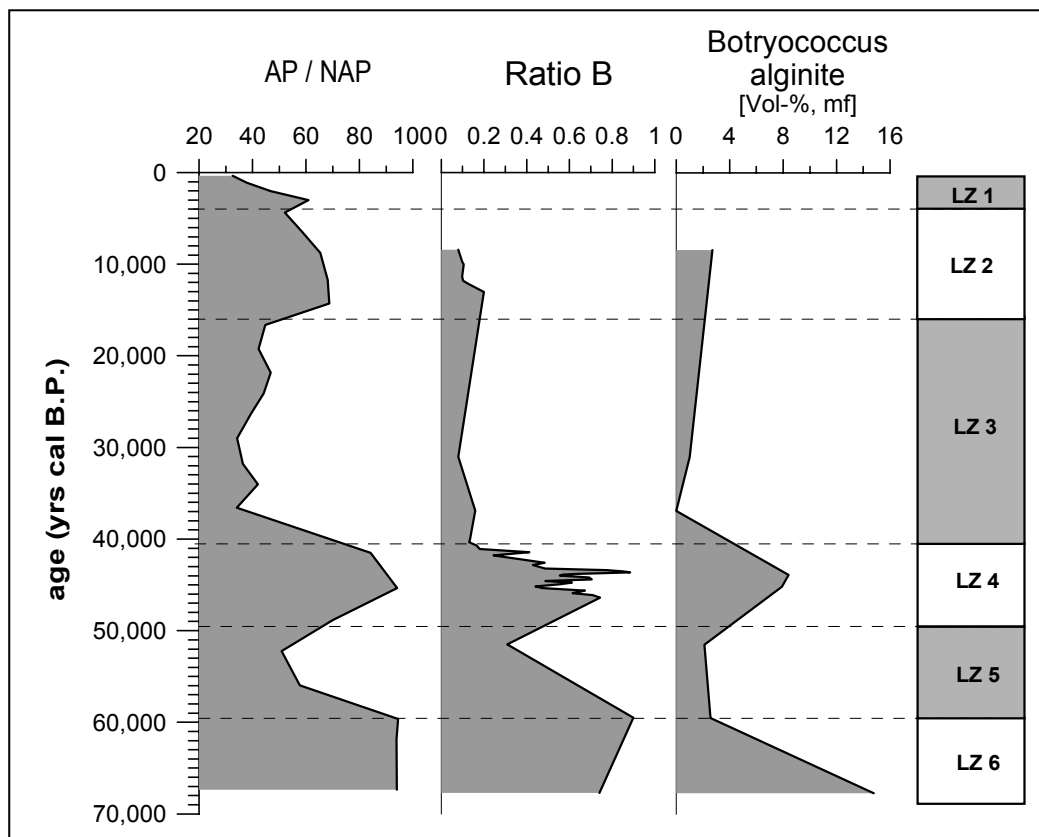 AP / NAP
Ratio B
Botryococcus
alginite
[Vol-%, mf]
20 40 60 80 1000 0.2 0.4 0.6 0.8 1 0 4 8 12 16
0
10,000
20,000
30,000
40,000
50,000
60,000
70,000
age (yrs cal B.P.)
LZ 1
LZ 2
LZ 3
LZ 4
LZ 5
LZ 6